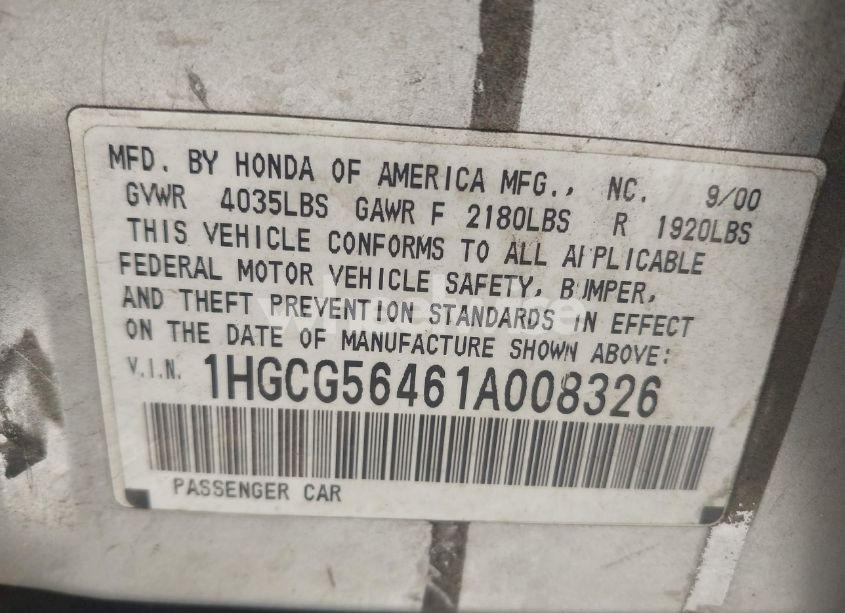 MFD. BY HONDA OF AMERICA MFG., NC. 9/00
GVWR 4035LBS GAWR F 2180LBS R 1920LBS
THIS VEHICLE CONFORMS TO ALL APPLICABLE
FEDERAL MOTOR VEHICLE SAFETY, BUMPER,
AND THEFT PREVENTION STANDARDS IN EFFECT
ON THE DATE OF MANUFACTURE SHOWN ABOVE:
V.I.N. 1HGCG56461A008326
PASSENGER CAR